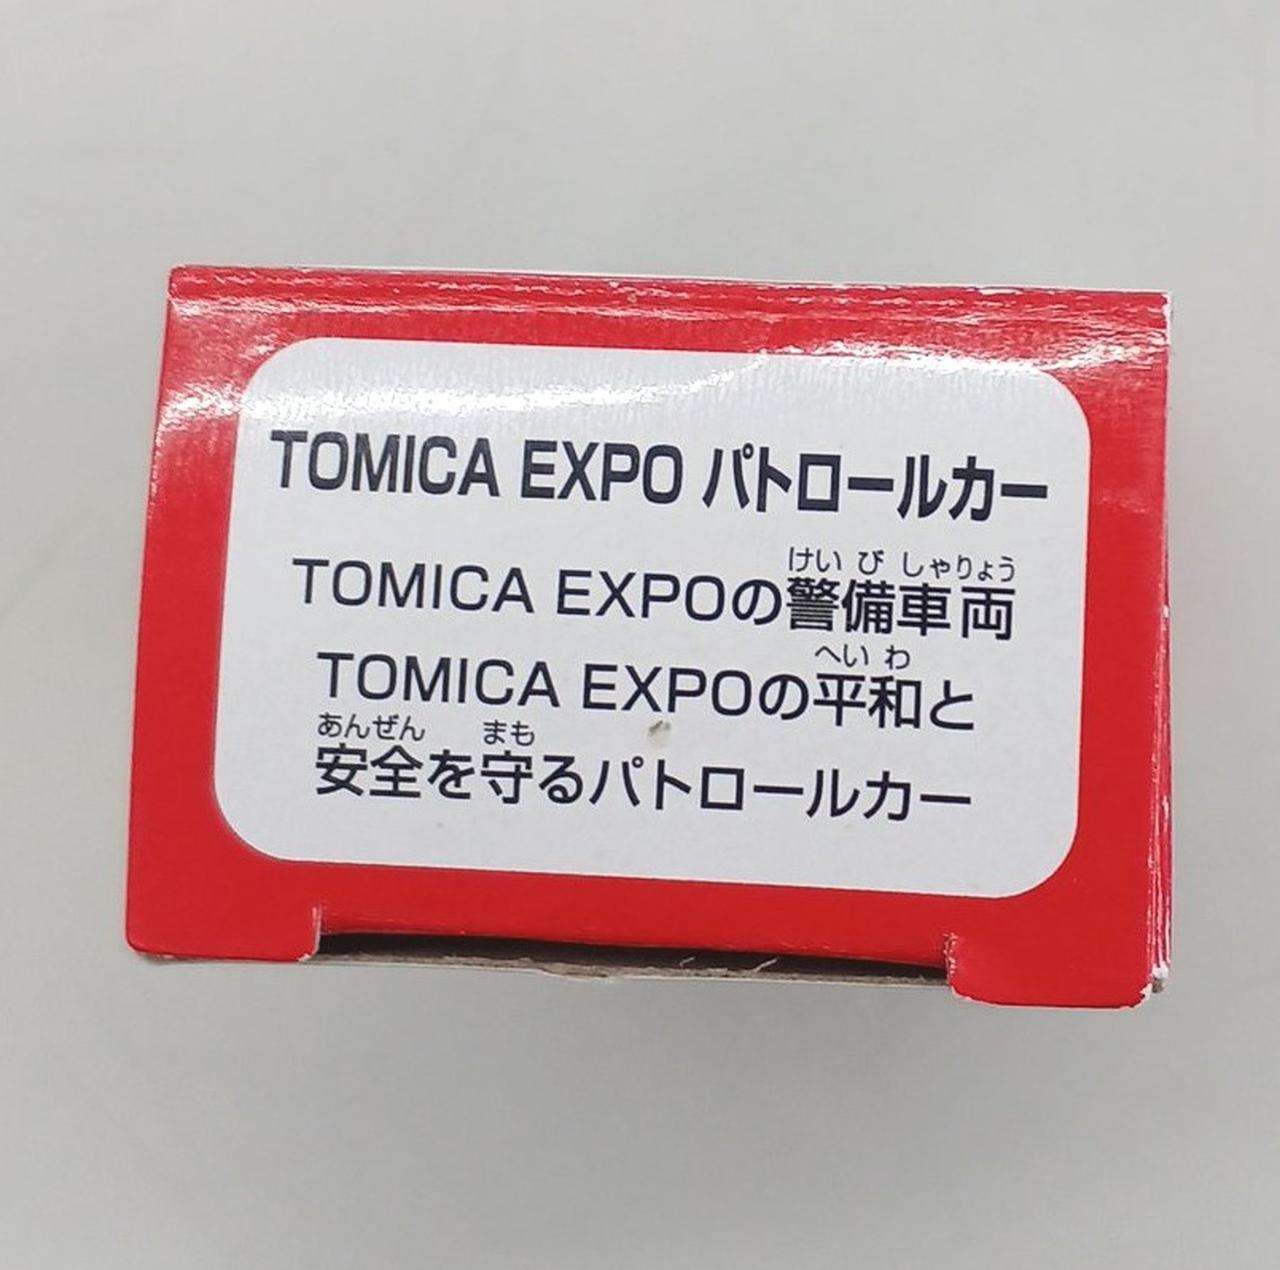 TOMICA EXPO パトロールカー
けい び しゃりょう
TOMICA EXPOの警備車両
へい わ
TOMICA EXPOの平和と
あんぜん まも
安全を守るパトロールカー